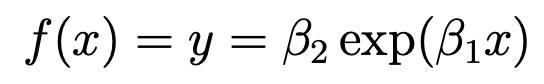 f(x) = y = β₂ exp(β₁x)